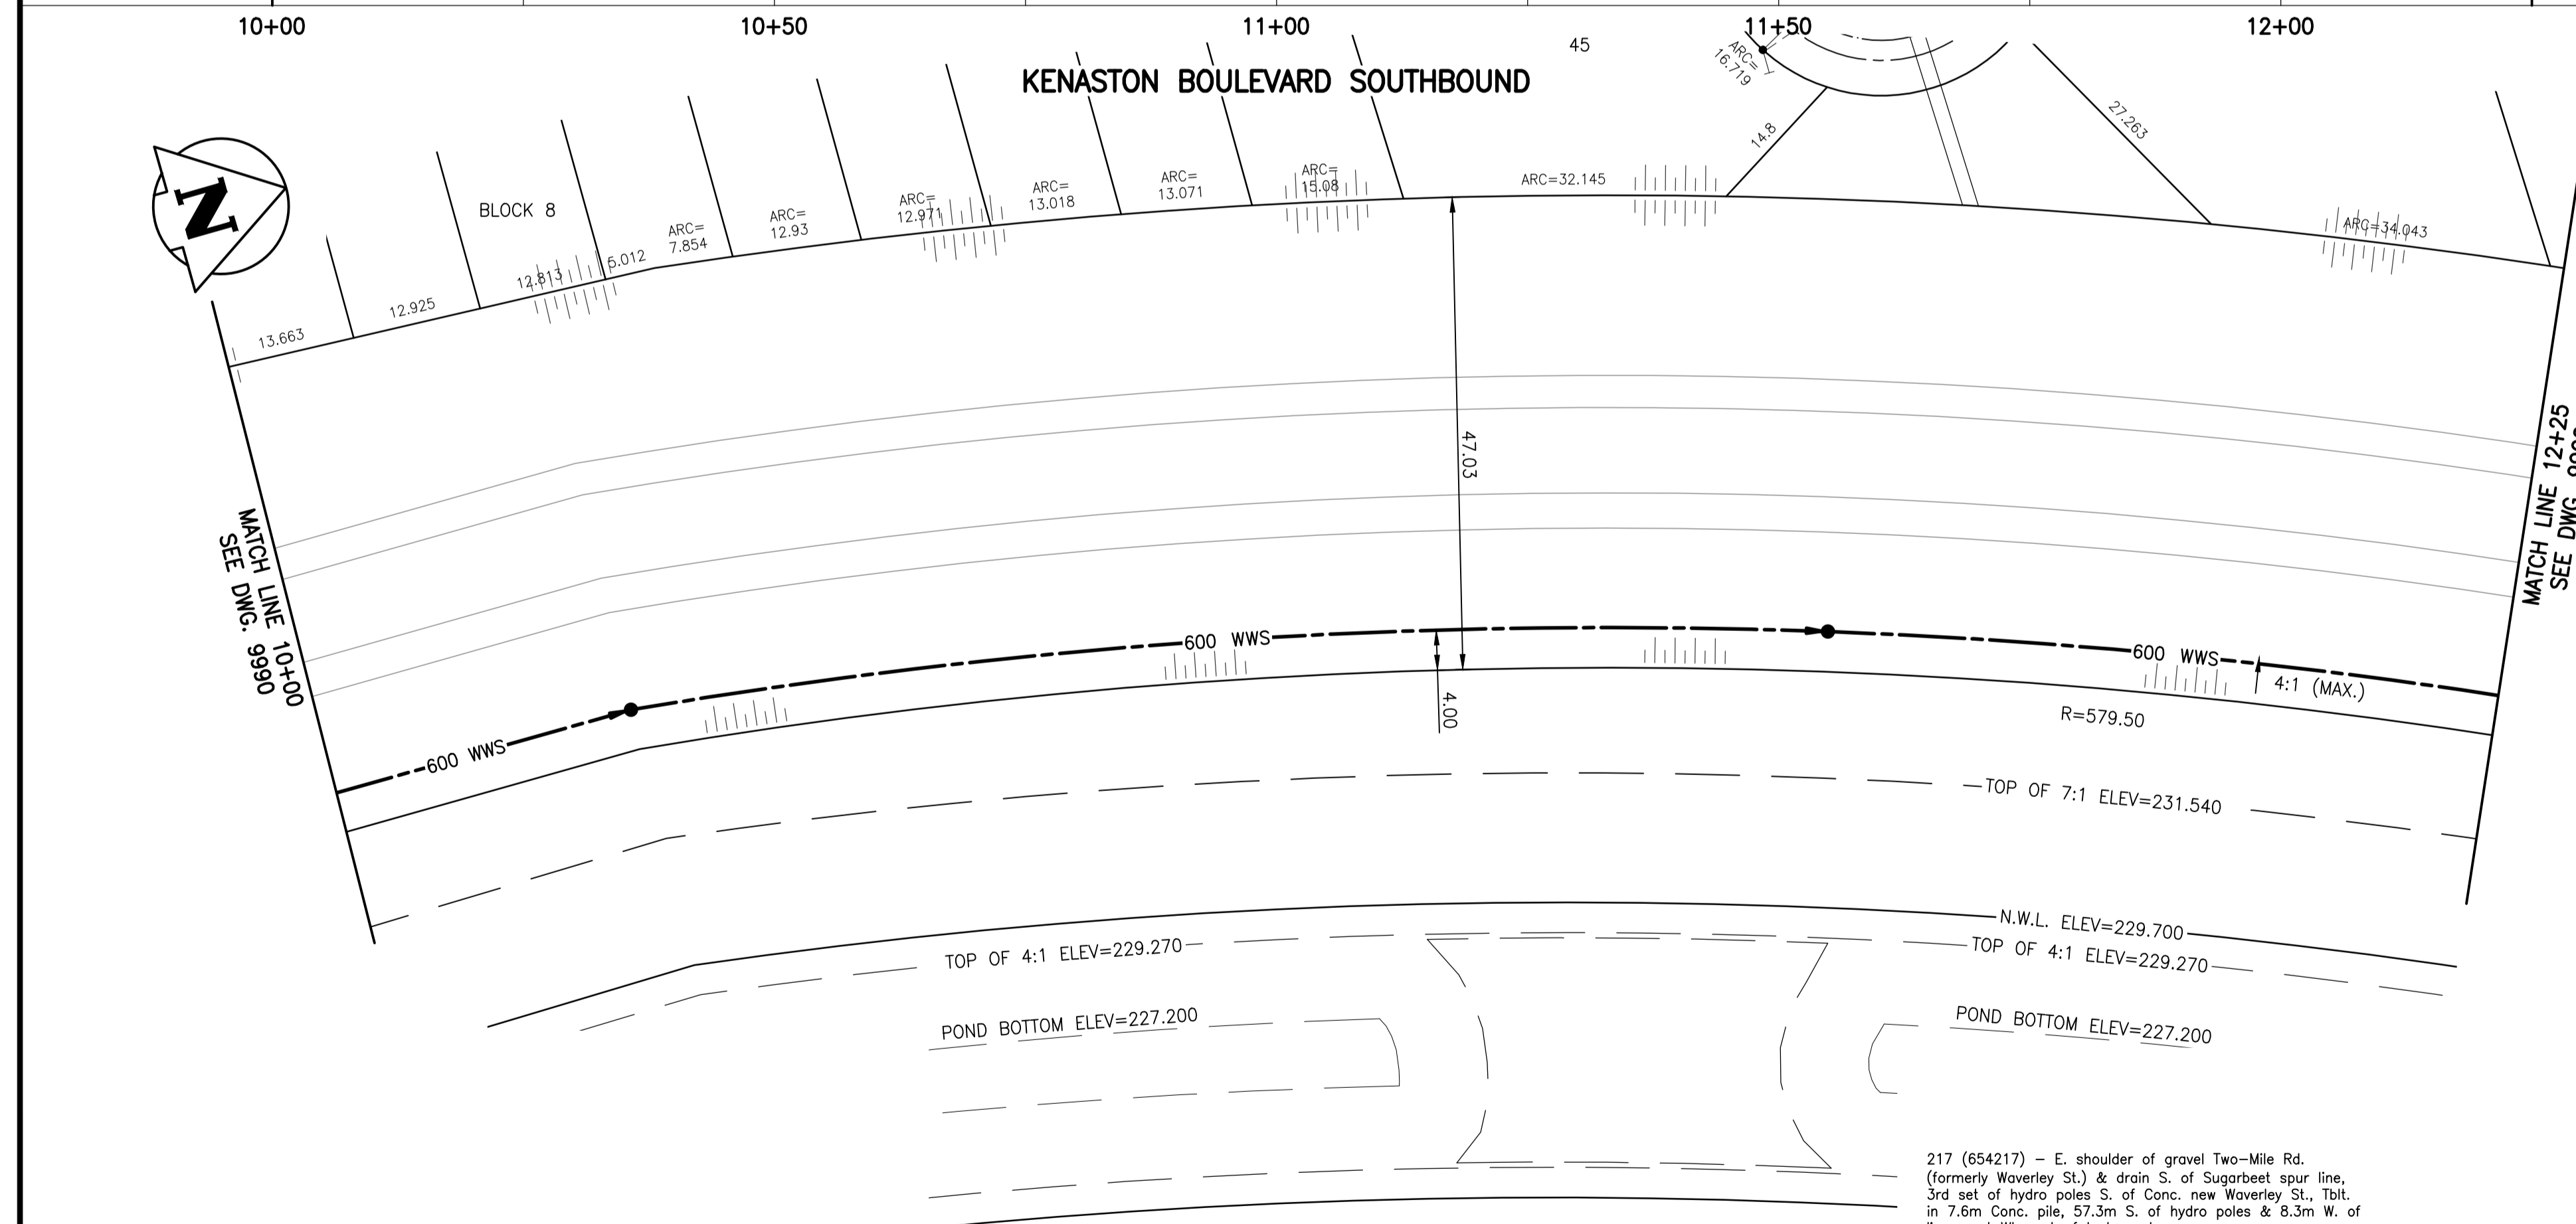 10+00
10+50
11+00
11+50
12+00
45
KENASTON BOULEVARD SOUTHBOUND
ARC=
16.719
14.8
27.263
N
BLOCK 8
13.663
12.925
12.813
5.012
ARC=
7.854
ARC=
12.93
ARC=
12.971
ARC=
13.018
ARC=
13.071
ARC=
15.08
ARC=32.145
ARC=34.043
47.03
MATCH LINE 10+00
SEE DWG. 9990
MATCH LINE 12+25
SEE DWG.
600 WWS
600 WWS
600 WWS
4:1 (MAX.)
4.00
R=579.50
TOP OF 7:1 ELEV=231.540
N.W.L. ELEV=229.700
TOP OF 4:1 ELEV=229.270
TOP OF 4:1 ELEV=229.270
POND BOTTOM ELEV=227.200
POND BOTTOM ELEV=227.200
217 (654217) – E. shoulder of gravel Two-Mile Rd.
(formerly Waverley St.) & drain S. of Sugarbeet spur line,
3rd set of hydro poles S. of Conc. new Waverley St., Tblt.
in 7.6m Conc. pile, 57.3m S. of hydro poles & 8.3m W. of